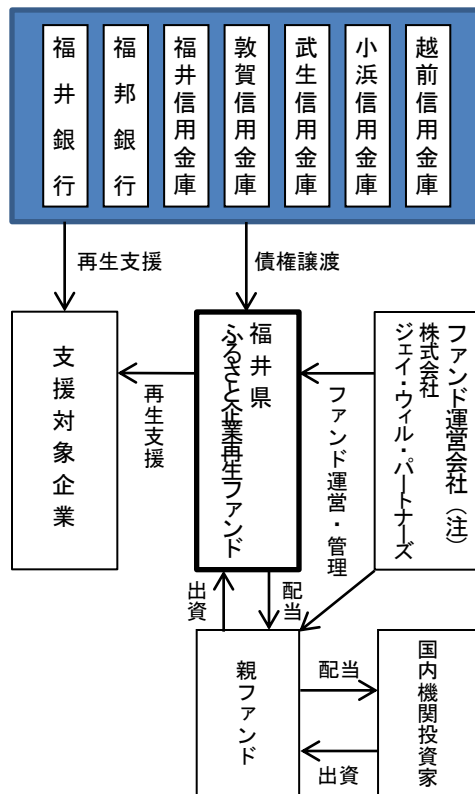 福井銀行
福邦銀行
福井信用金庫
敦賀信用金庫
武生信用金庫
小浜信用金庫
越前信用金庫
再生支援
債権譲渡
支援対象企業
再生支援
福井県
ふるさと企業再生ファンド
ファンド運営・管理
ファンド運営会社（注）
株式会社
ジェイ・ウィル・パートナーズ
出資
配当
親ファンド
配当
出資
国内機関投資家